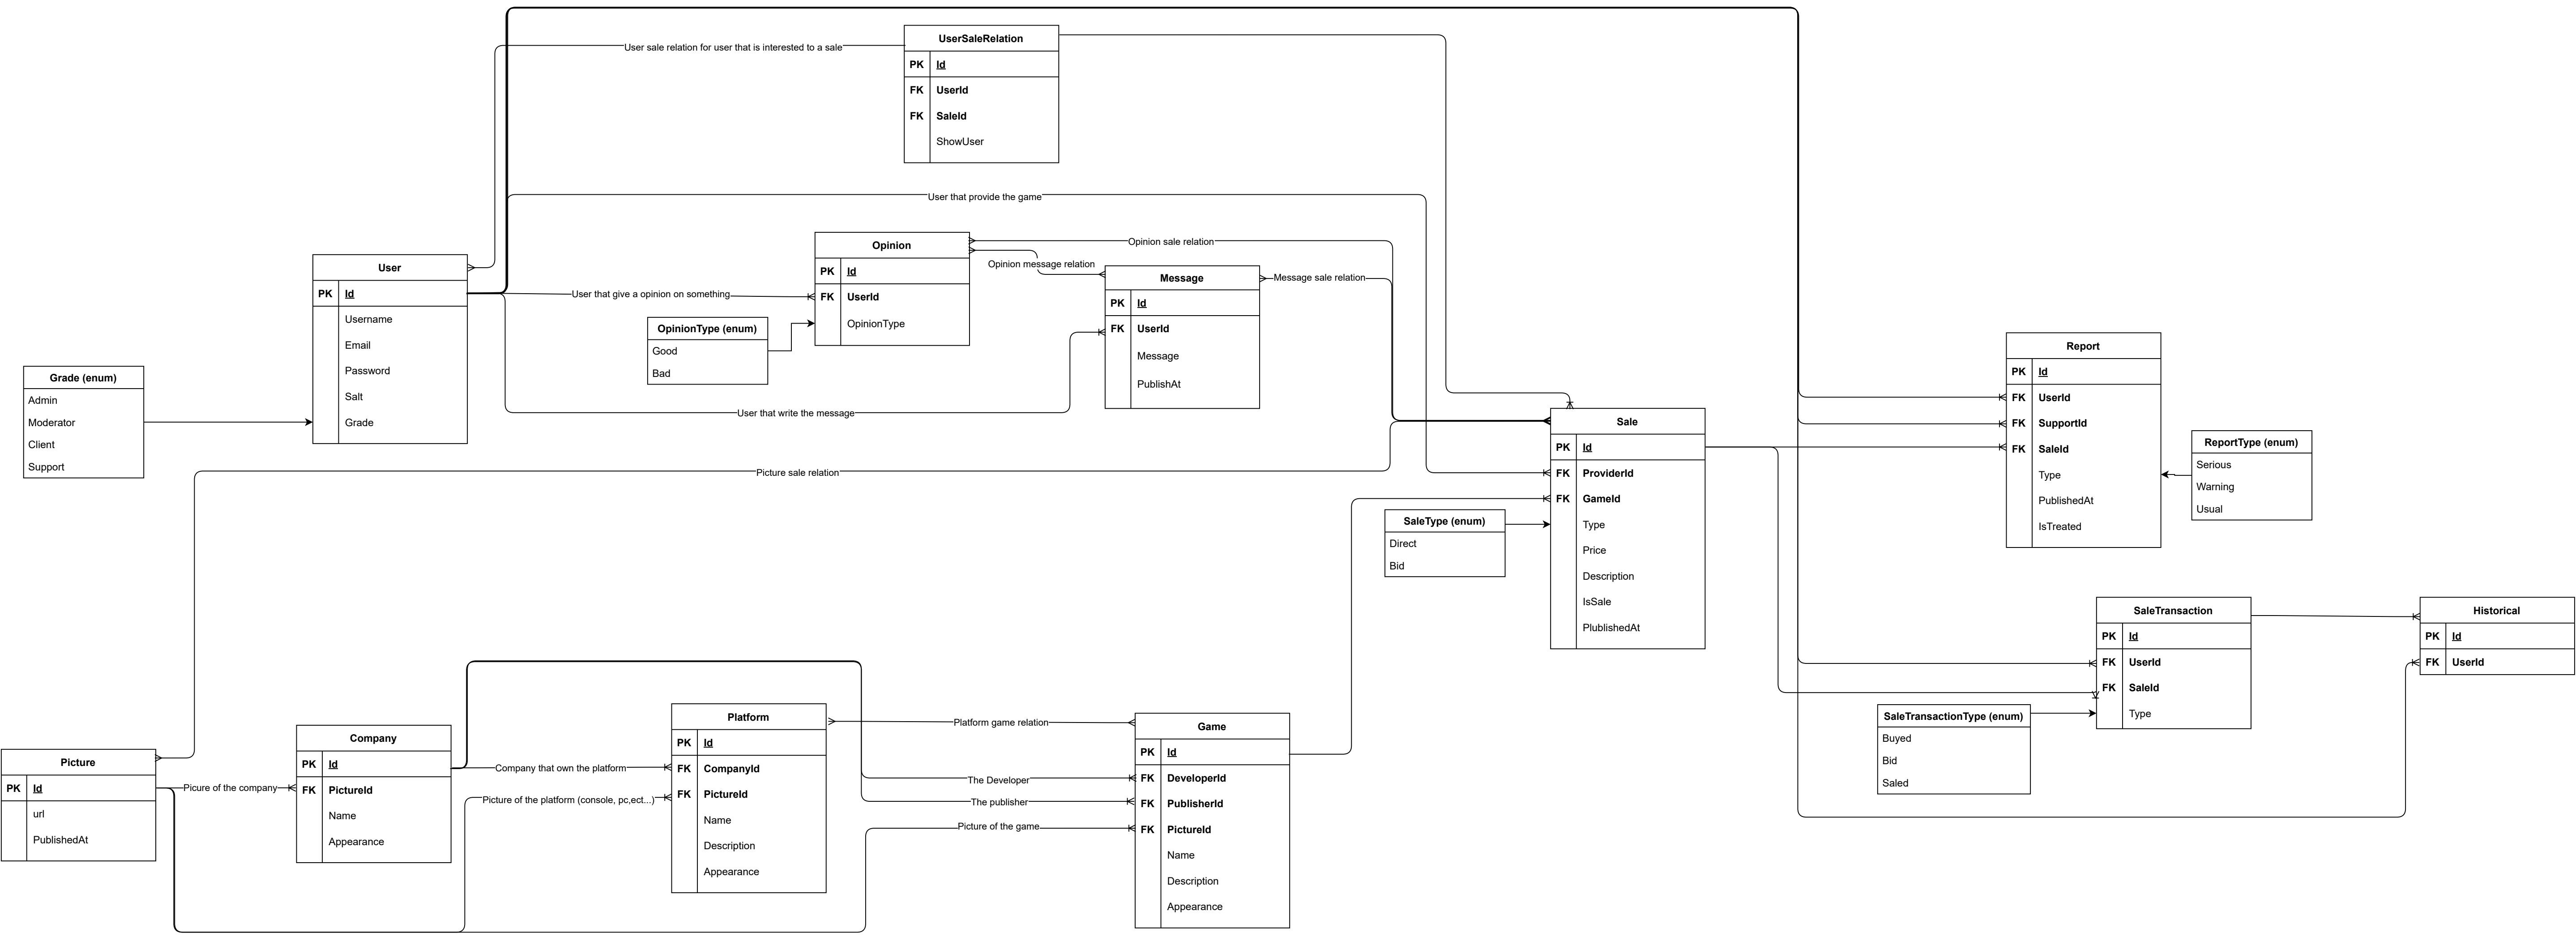 UserSaleRelation
PK Id
FK UserId
FK SaleId
ShowUser
User sale relation for user that is interested to a sale
User that provide the game
Opinion
PK Id
FK UserId
OpinionType
Opinion sale relation
Opinion message relation
Message
PK Id
FK UserId
Message
PublishAt
Message sale relation
User
PK Id
Username
Email
Password
Salt
Grade
User that give a opinion on something
OpinionType (enum)
Good
Bad
User that write the message
Grade (enum)
Admin
Moderator
Client
Support
Picture sale relation
Sale
PK Id
FK ProviderId
FK GameId
Type
Price
Description
IsSale
PlublishedAt
SaleType (enum)
Direct
Bid
Report
PK Id
FK UserId
FK SupportId
FK SaleId
Type
PublishedAt
IsTreated
ReportType (enum)
Serious
Warning
Usual
SaleTransaction
PK Id
FK UserId
FK SaleId
Type
SaleTransactionType (enum)
Buyed
Bid
Saled
Historical
PK Id
FK UserId
Picture
PK Id
url
PublishedAt
Picure of the company
Company
PK Id
FK PictureId
Name
Appearance
Company that own the platform
Picture of the platform (console, pc,ect...)
Platform
PK Id
FK CompanyId
FK PictureId
Name
Description
Appearance
Platform game relation
The Developer
The publisher
Picture of the game
Game
PK Id
FK DeveloperId
FK PublisherId
FK PictureId
Name
Description
Appearance